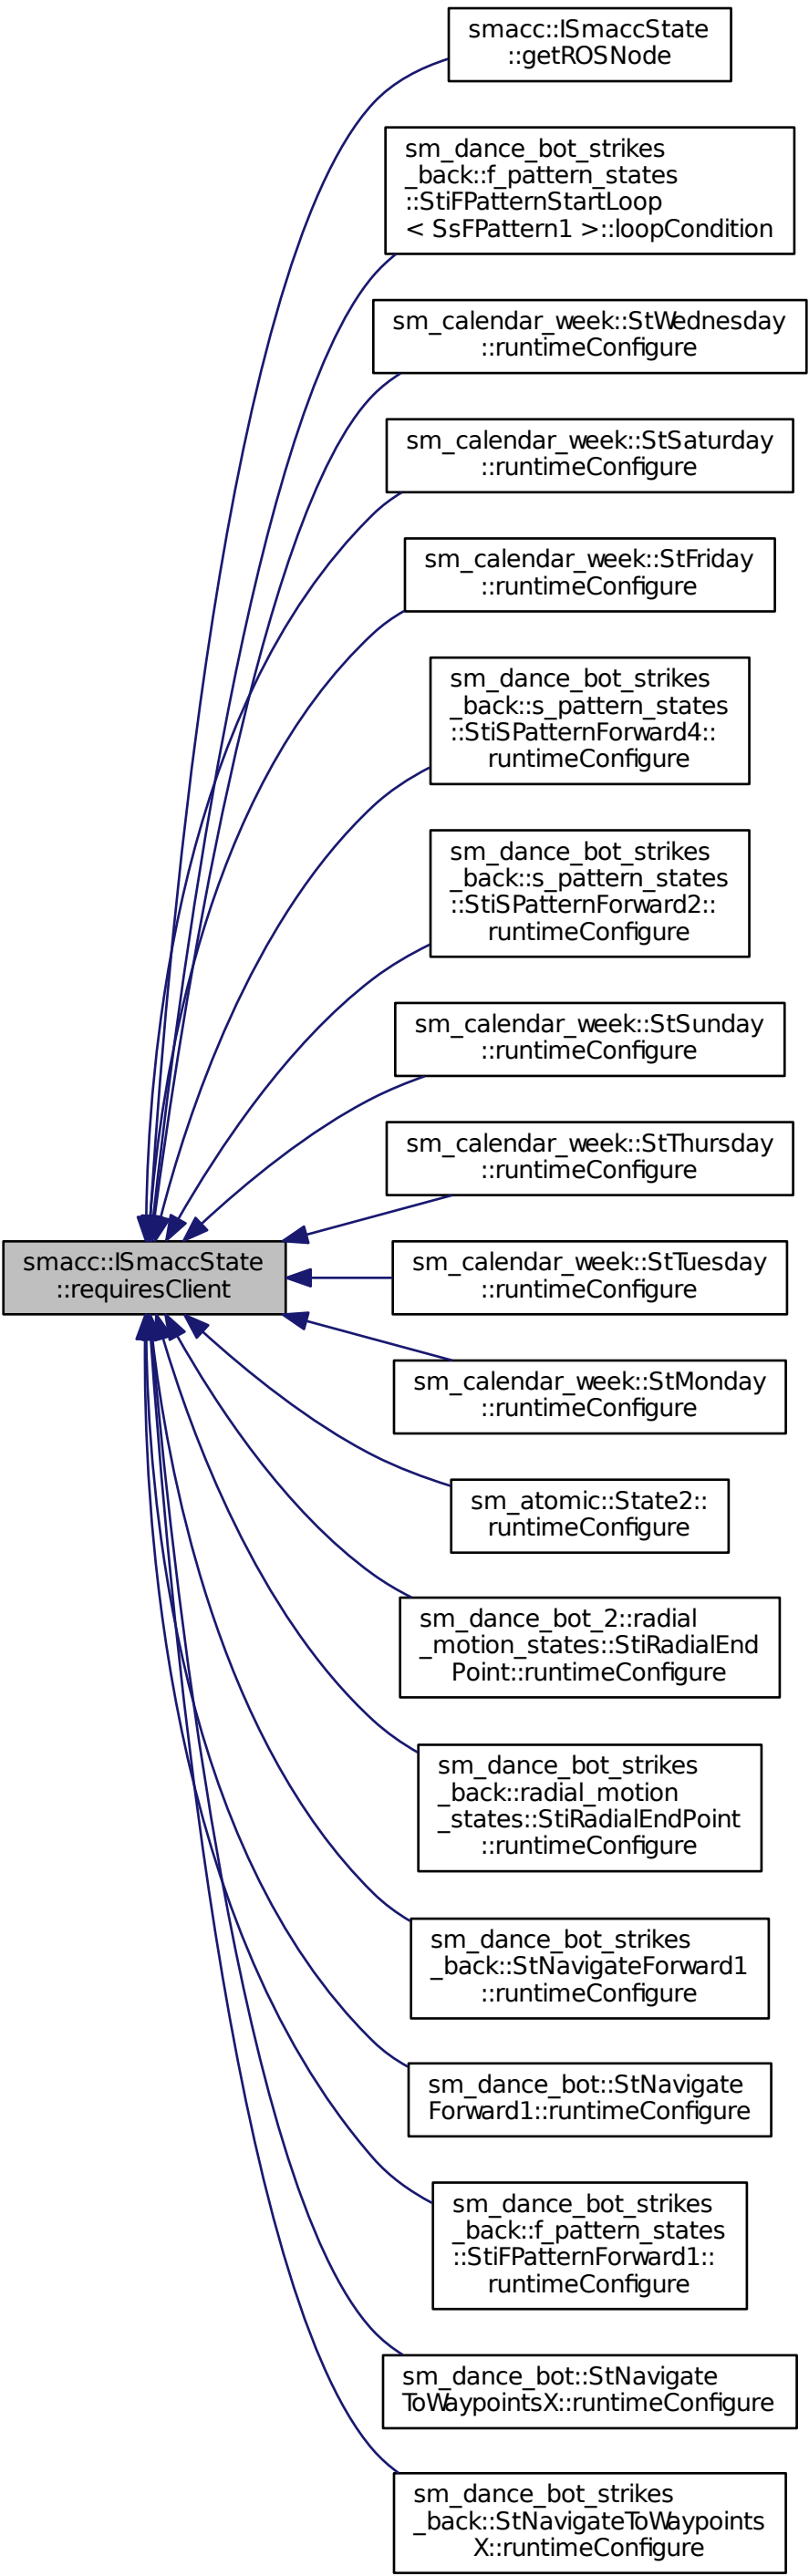 smacc::ISmaccState
::getROSNode
sm_dance_bot_strikes
_back::f_pattern_states
::StiFPatternStartLoop
< SsFPattern1 >::loopCondition
sm_calendar_week::StWednesday
::runtimeConfigure
sm_calendar_week::StSaturday
::runtimeConfigure
sm_calendar_week::StFriday
::runtimeConfigure
sm_dance_bot_strikes
_back::s_pattern_states
::StiSPatternForward4::
runtimeConfigure
sm_dance_bot_strikes
_back::s_pattern_states
::StiSPatternForward2::
runtimeConfigure
sm_calendar_week::StSunday
::runtimeConfigure
sm_calendar_week::StThursday
::runtimeConfigure
smacc::ISmaccState
::requiresClient
sm_calendar_week::StTuesday
::runtimeConfigure
sm_calendar_week::StMonday
::runtimeConfigure
sm_atomic::State2::
runtimeConfigure
sm_dance_bot_2::radial
_motion_states::StiRadialEnd
Point::runtimeConfigure
sm_dance_bot_strikes
_back::radial_motion
_states::StiRadialEndPoint
::runtimeConfigure
sm_dance_bot_strikes
_back::StNavigateForward1
::runtimeConfigure
sm_dance_bot::StNavigate
Forward1::runtimeConfigure
sm_dance_bot_strikes
_back::f_pattern_states
::StiFPatternForward1::
runtimeConfigure
sm_dance_bot::StNavigate
ToWaypointsX::runtimeConfigure
sm_dance_bot_strikes
_back::StNavigateToWaypoints
X::runtimeConfigure